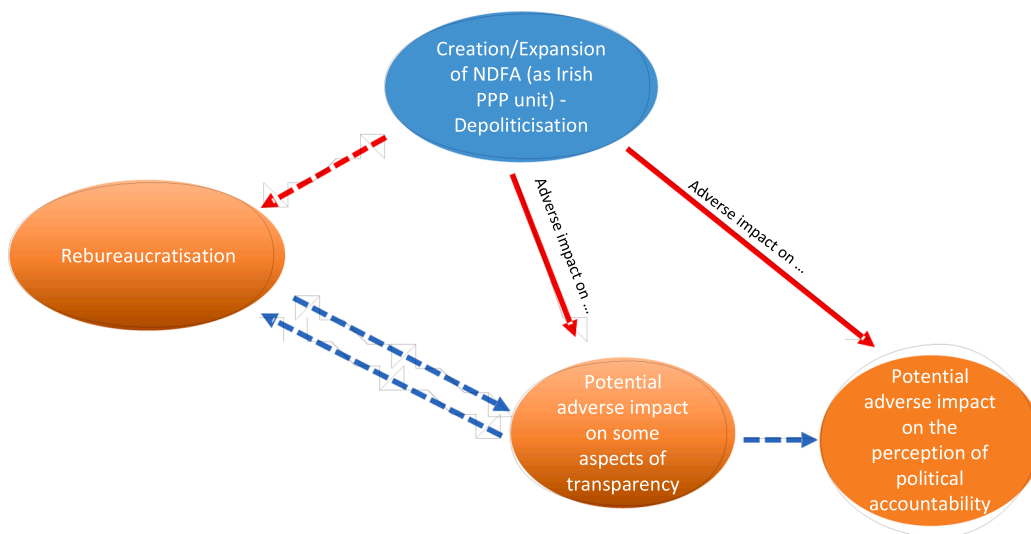 Creation/Expansion
of NDFA (as Irish
PPP unit) -
Depoliticisation
Adverse impact on ...
Adverse impact on ...
Rebureaucratisation
Potential
adverse impact
on some
aspects of
transparency
Potential
adverse impact
on the
perception of
political
accountability